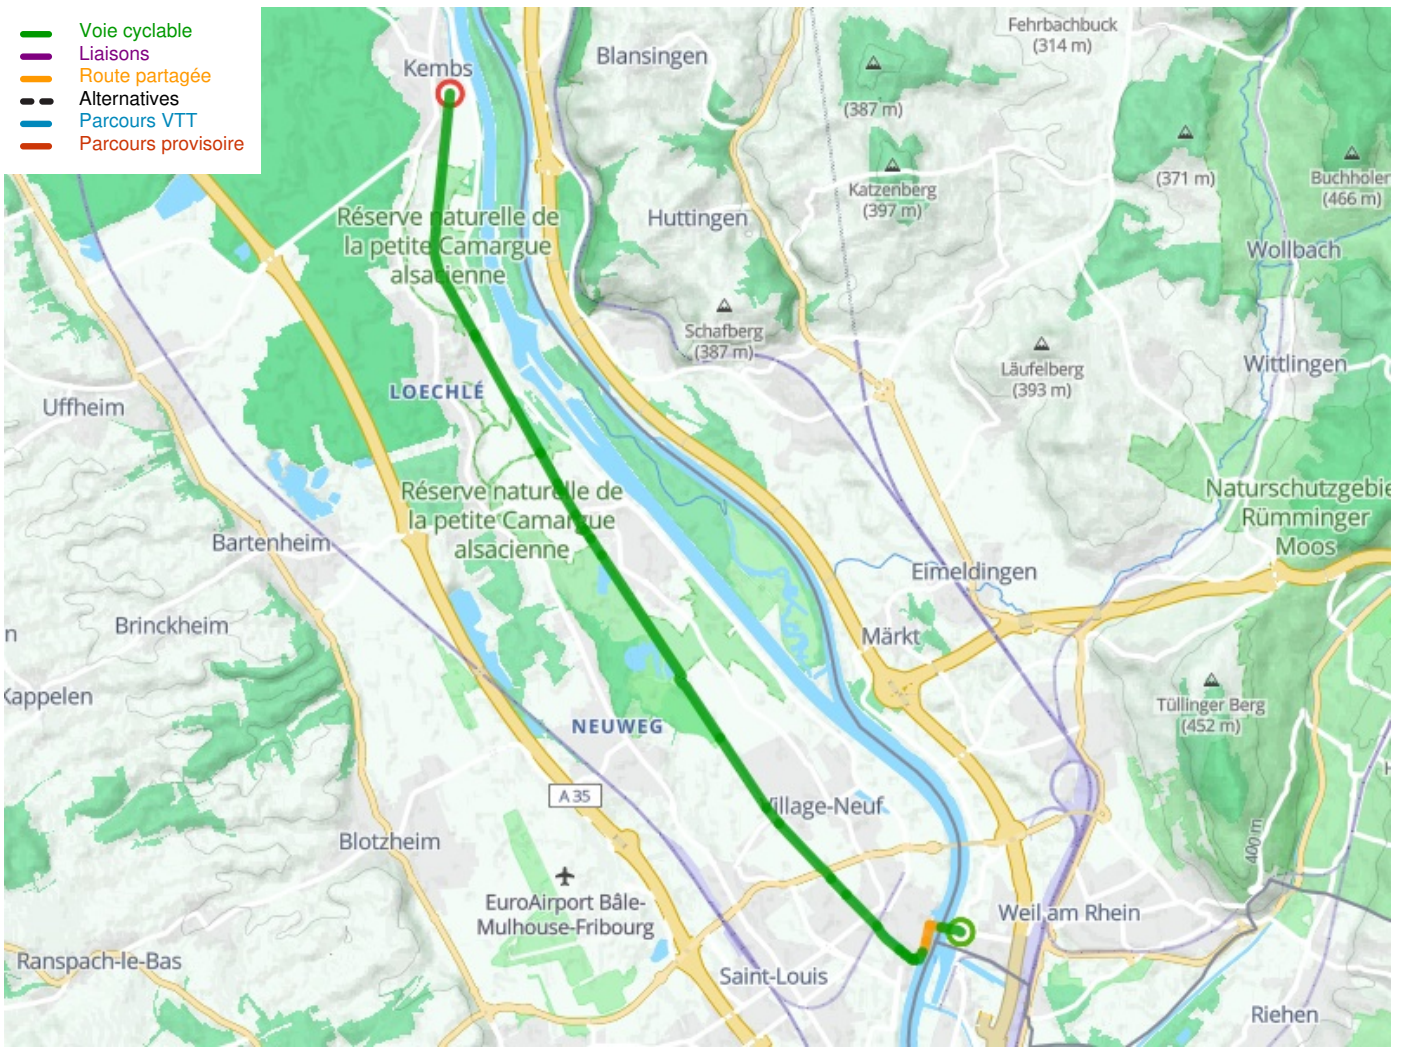 Voie cyclable
Liaisons
Route partagée
Alternatives
Parcours VTT
Parcours provisoire
Kembs
Blansingen
Fehrbachbuck
(314 m)
(387 m)
Katzenberg
(397 m)
(371 m)
Buchholer
(466 m)
Réserve naturelle de
la petite Camargue
alsacienne
Huttingen
Wollbach
Schafberg
(387 m)
Läufelberg
(393 m)
Wittlingen
LOECHLÉ
Uffheim
Réserve naturelle de
la petite Camargue
alsacienne
Naturschutzgebie
Rümminger
Moos
Bartenheim
Eimeldingen
Brinckheim
n
Märkt
Kappelen
Tüllinger Berg
(452 m)
NEUWEG
H
A 35
Village-Neuf
Blotzheim
400 m
EuroAirport Bâle-
Mulhouse-Fribourg
Weil am Rhein
Ranspach-le-Bas
Saint-Louis
Riehen